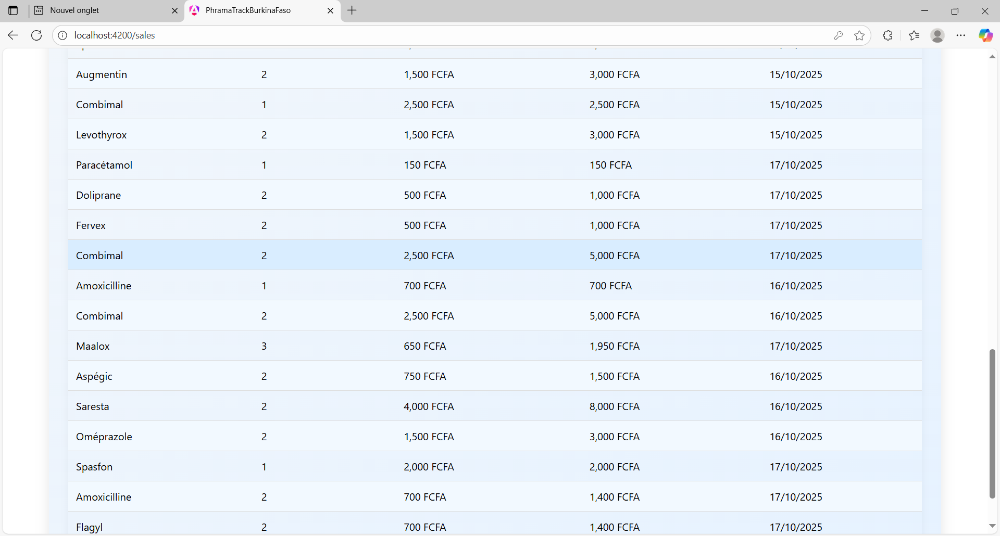 Nouvel onglet PhramaTrackBurkinaFaso
localhost:4200/sales
Augmentin 2 1,500 FCFA 3,000 FCFA 15/10/2025
Combimal 1 2,500 FCFA 2,500 FCFA 15/10/2025
Levothyrox 2 1,500 FCFA 3,000 FCFA 15/10/2025
Paracétamol 1 150 FCFA 150 FCFA 17/10/2025
Doliprane 2 500 FCFA 1,000 FCFA 17/10/2025
Fervex 2 500 FCFA 1,000 FCFA 17/10/2025
Combimal 2 2,500 FCFA 5,000 FCFA 17/10/2025
Amoxicilline 1 700 FCFA 700 FCFA 16/10/2025
Combimal 2 2,500 FCFA 5,000 FCFA 16/10/2025
Maalox 3 650 FCFA 1,950 FCFA 17/10/2025
Aspégic 2 750 FCFA 1,500 FCFA 16/10/2025
Saresta 2 4,000 FCFA 8,000 FCFA 16/10/2025
Oméprazole 2 1,500 FCFA 3,000 FCFA 16/10/2025
Spasfon 1 2,000 FCFA 2,000 FCFA 17/10/2025
Amoxicilline 2 700 FCFA 1,400 FCFA 17/10/2025
Flagyl 2 700 FCFA 1,400 FCFA 17/10/2025